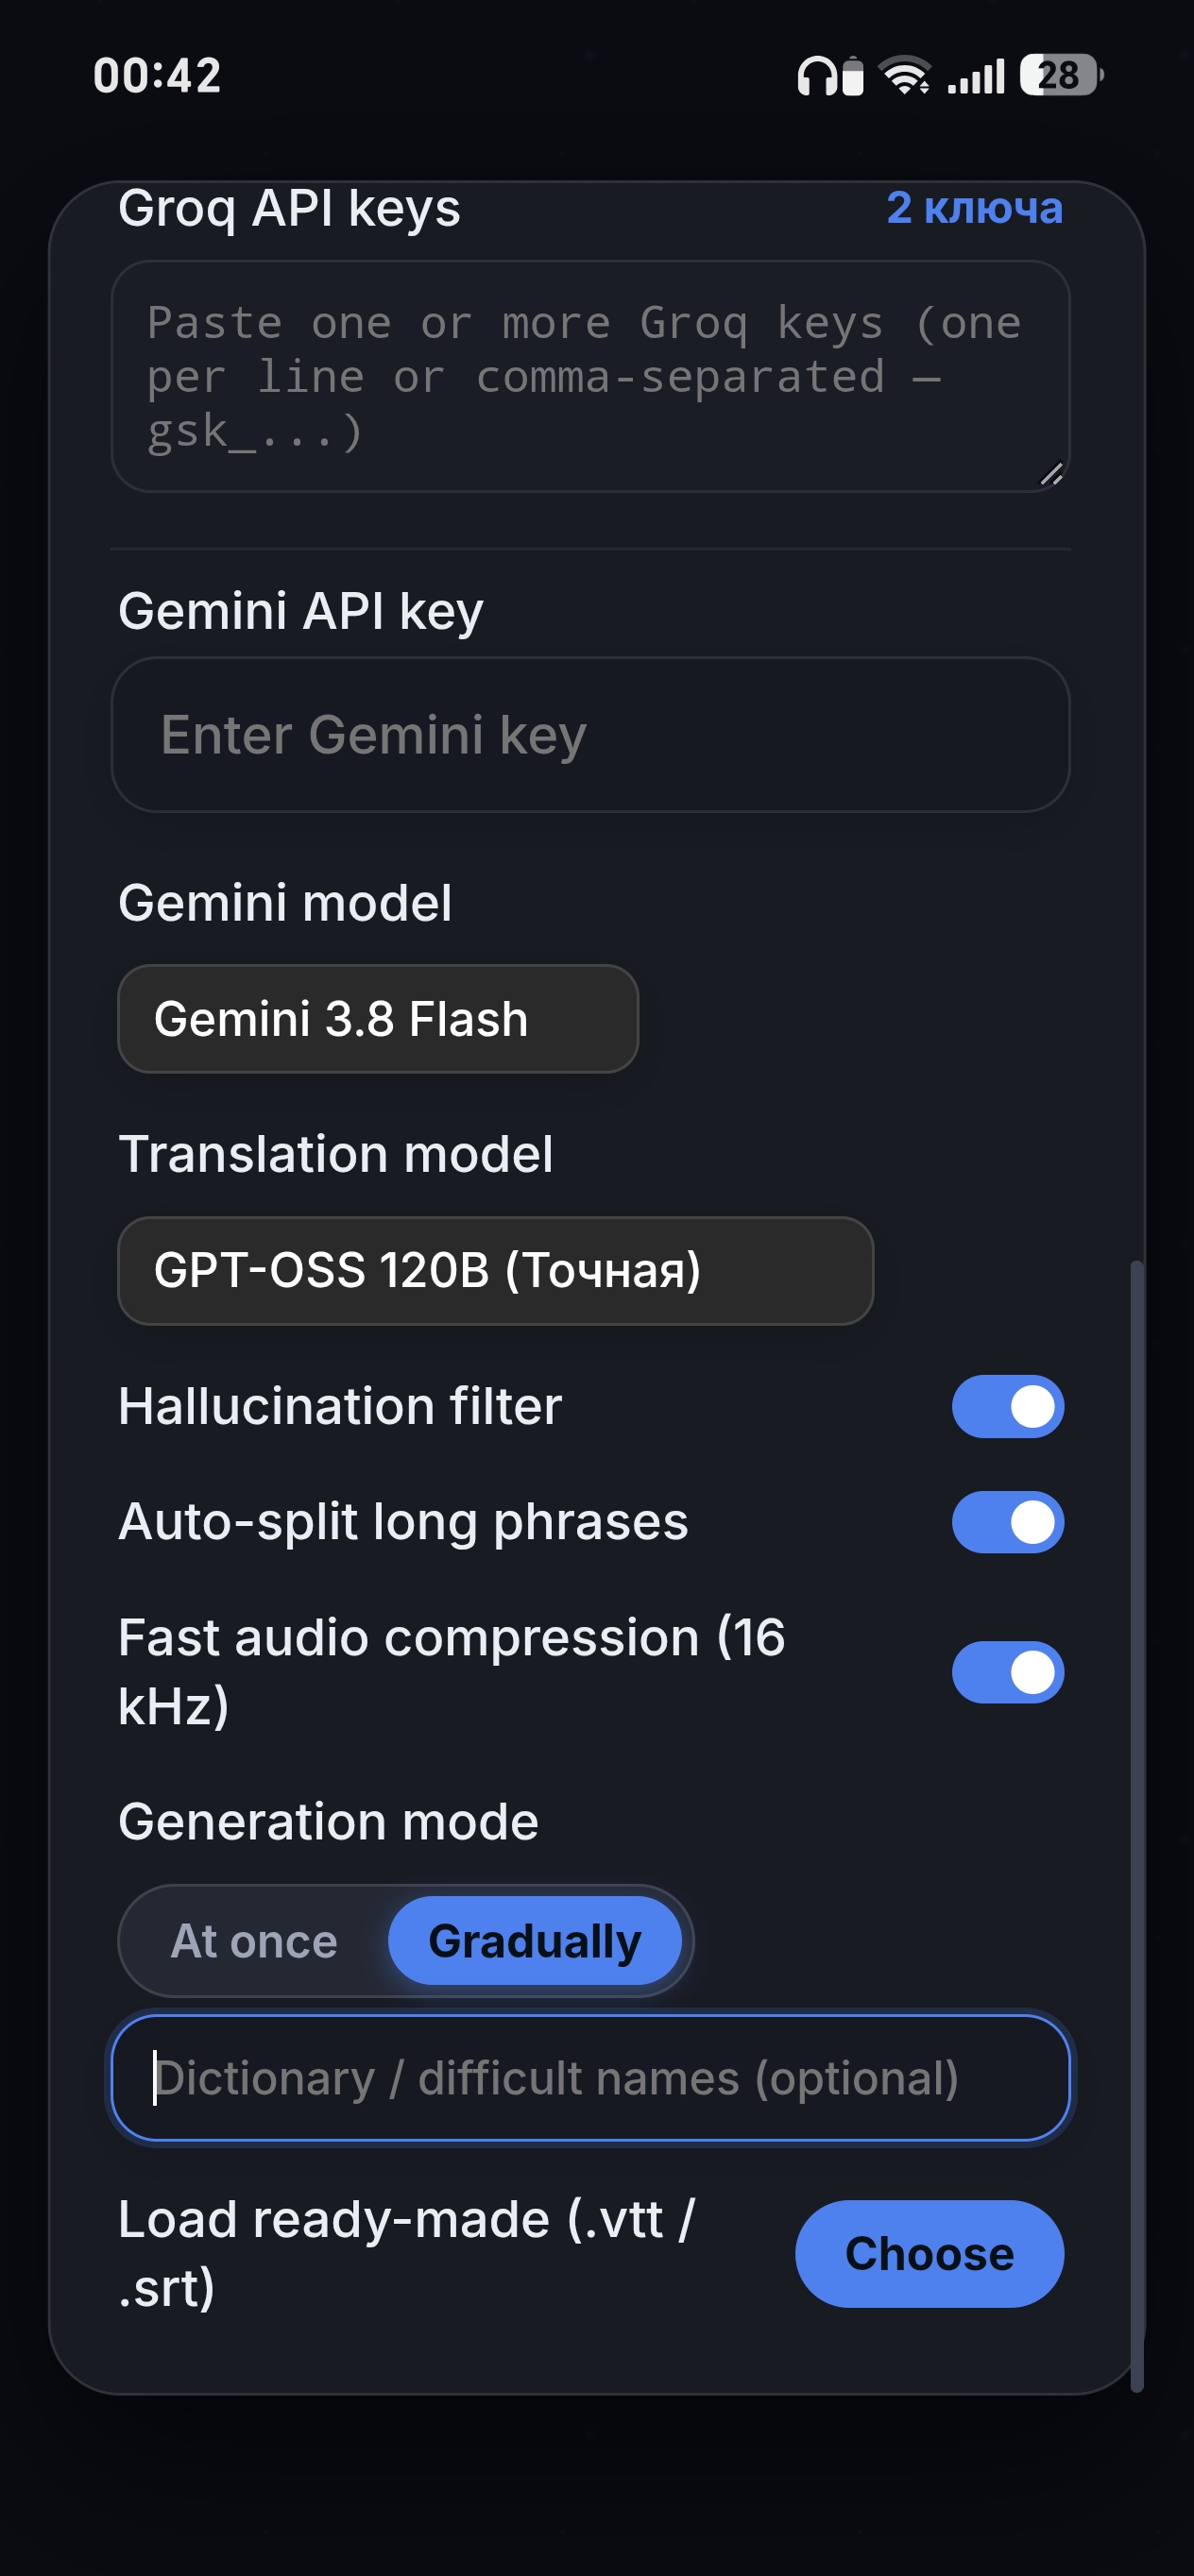 00:42
28
Groq API keys
2 ключа
Paste one or more Groq keys (one
per line or comma-separated —
gsk_...)
Gemini API key
Enter Gemini key
Gemini model
Gemini 3.8 Flash
Translation model
GPT-OSS 120B (Точная)
Hallucination filter
Auto-split long phrases
Fast audio compression (16
kHz)
Generation mode
At once
Gradually
Dictionary / difficult names (optional)
Load ready-made (.vtt /
.srt)
Choose